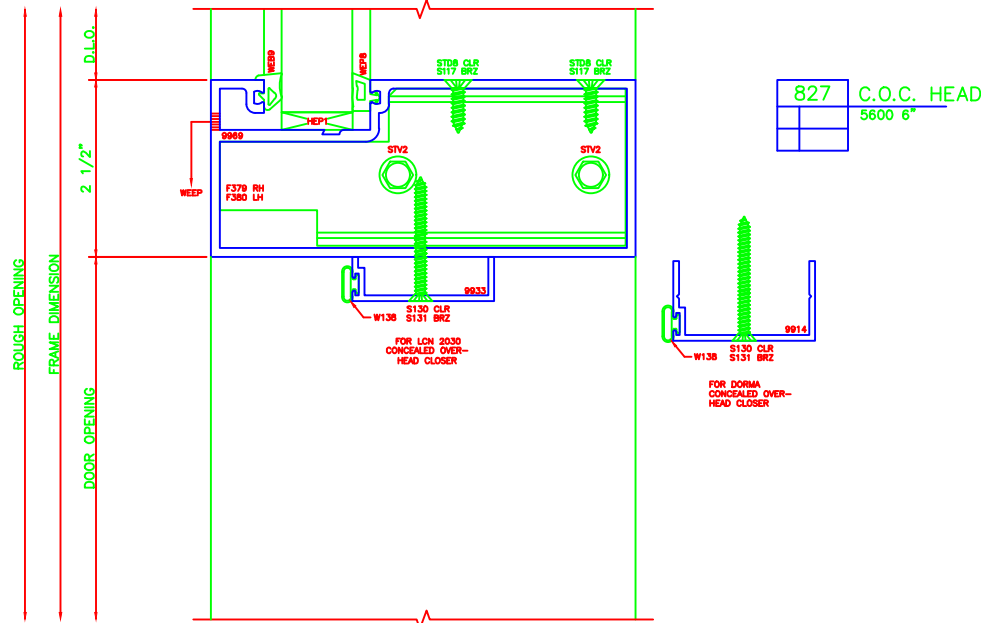 D.L.O.
2 1/2"
DOOR OPENING
FRAME DIMENSION
ROUGH OPENING
WEB9
WEP8
STD8 CLR
S117 BRZ
STD8 CLR
S117 BRZ
HEP1
9969
WEEP
F379 RH
F380 LH
STV2
STV2
9933
W138
S130 CLR
S131 BRZ
FOR LCN 2030
CONCEALED OVER-
HEAD CLOSER
827
C.O.C. HEAD
5600 6"
9914
W138
S130 CLR
S131 BRZ
FOR DORMA
CONCEALED OVER-
HEAD CLOSER